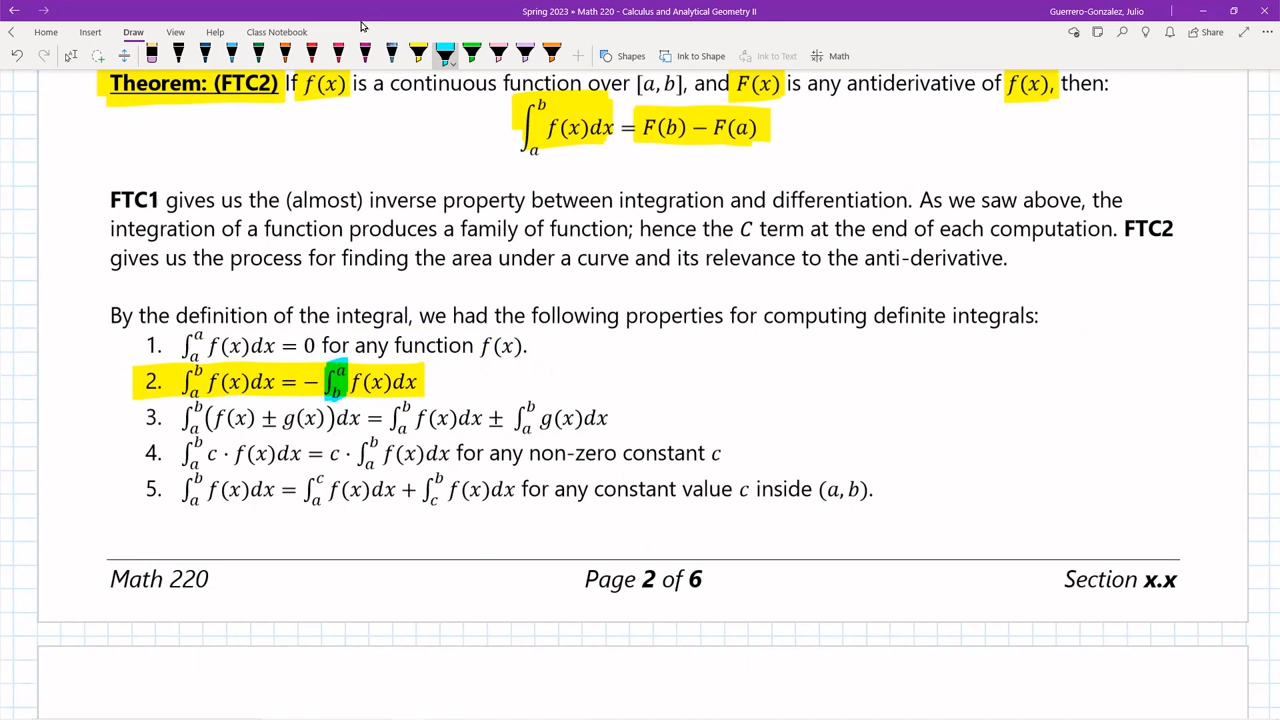 Spring 2023 » Math 220 - Calculus and Analytical Geometry II
Guerrero-Gonzalez, Julio
Home Insert Draw View Help Class Notebook
Share
Shapes Ink to Shape Ink to Text Math
Theorem: (FTC2) If f(x) is a continuous function over [a, b], and F(x) is any antiderivative of f(x), then:
∫_a^b f(x)dx = F(b) − F(a)
FTC1 gives us the (almost) inverse property between integration and differentiation. As we saw above, the
integration of a function produces a family of function; hence the C term at the end of each computation. FTC2
gives us the process for finding the area under a curve and its relevance to the anti-derivative.
By the definition of the integral, we had the following properties for computing definite integrals:
1. ∫_a^a f(x)dx = 0 for any function f(x).
2. ∫_a^b f(x)dx = − ∫_b^a f(x)dx
3. ∫_a^b (f(x) ± g(x))dx = ∫_a^b f(x)dx ± ∫_a^b g(x)dx
4. ∫_a^b c · f(x)dx = c · ∫_a^b f(x)dx for any non-zero constant c
5. ∫_a^b f(x)dx = ∫_a^c f(x)dx + ∫_c^b f(x)dx for any constant value c inside (a, b).
Math 220 Page 2 of 6 Section x.x